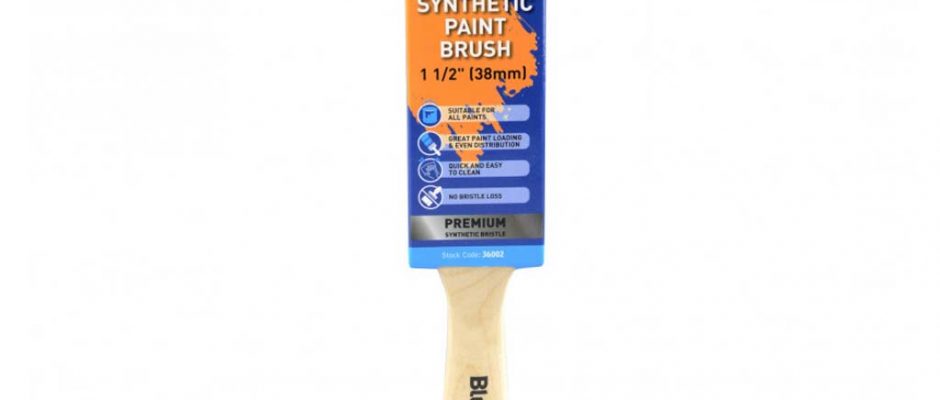 SYNTHETIC
PAINT
BRUSH
1 1/2" (38mm)
SUITABLE FOR
ALL PAINTS
GREAT PAINT LOADING
& EVEN DISTRIBUTION
QUICK AND EASY
TO CLEAN
NO BRISTLE LOSS
PREMIUM
SYNTHETIC BRISTLE
Stock Code: 36002